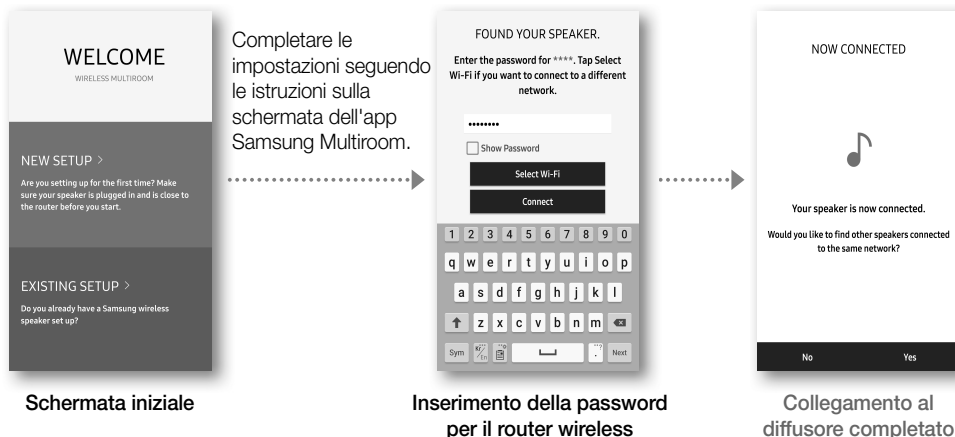 WELCOME
WIRELESS MULTIROOM
NEW SETUP >
Are you setting up for the first time? Make
sure your speaker is plugged in and is close to
the router before you start.
EXISTING SETUP >
Do you already have a Samsung wireless
speaker set up?
Schermata iniziale
Completare le
impostazioni seguendo
le istruzioni sulla
schermata dell'app
Samsung Multiroom.
FOUND YOUR SPEAKER.
Enter the password for ****. Tap Select
Wi-Fi if you want to connect to a different
network.
••••••••
Show Password
Select Wi-Fi
Connect
1 2 3 4 5 6 7 8 9 0
q w e r t y u i o p
a s d f g h j k l
z x c v b n m
Sym En . Next
Inserimento della password
per il router wireless
NOW CONNECTED
Your speaker is now connected.
Would you like to find other speakers connected
to the same network?
No Yes
Collegamento al
diffusore completato